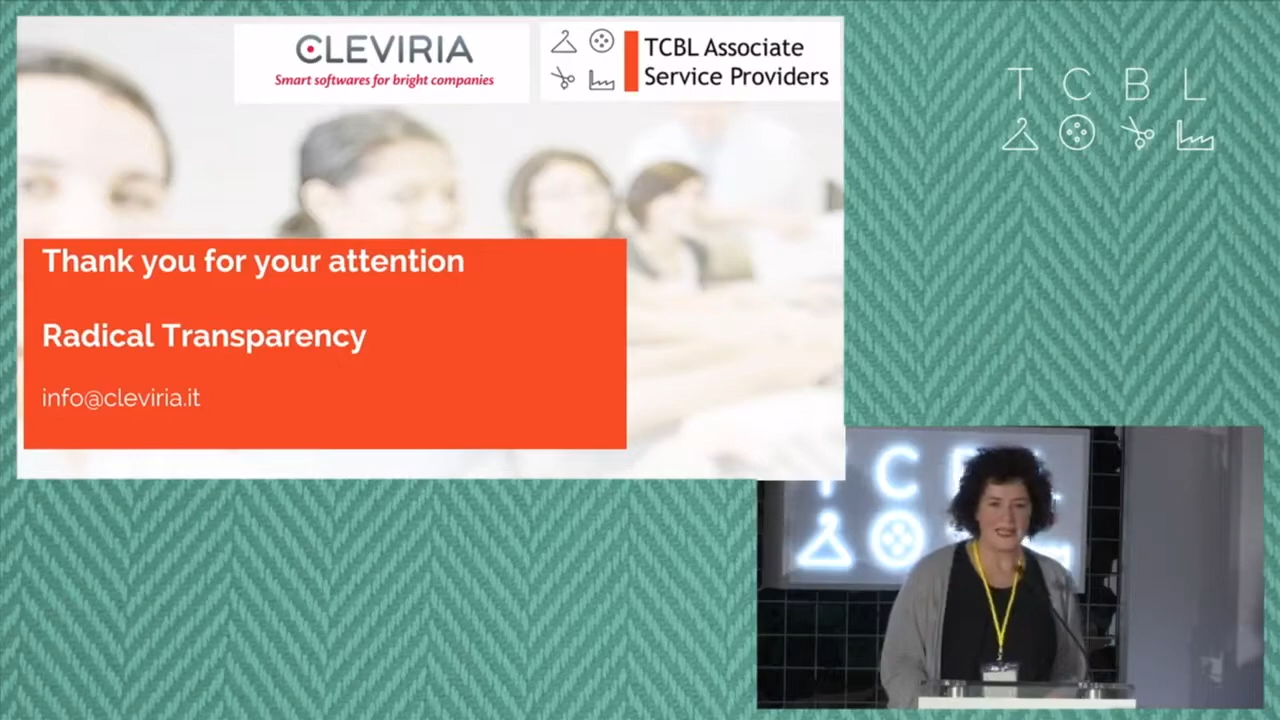 CLEVIRIA
Smart softwares for bright companies
TCBL Associate
Service Providers
T C B L
Thank you for your attention
Radical Transparency
info@cleviria.it
T C B L